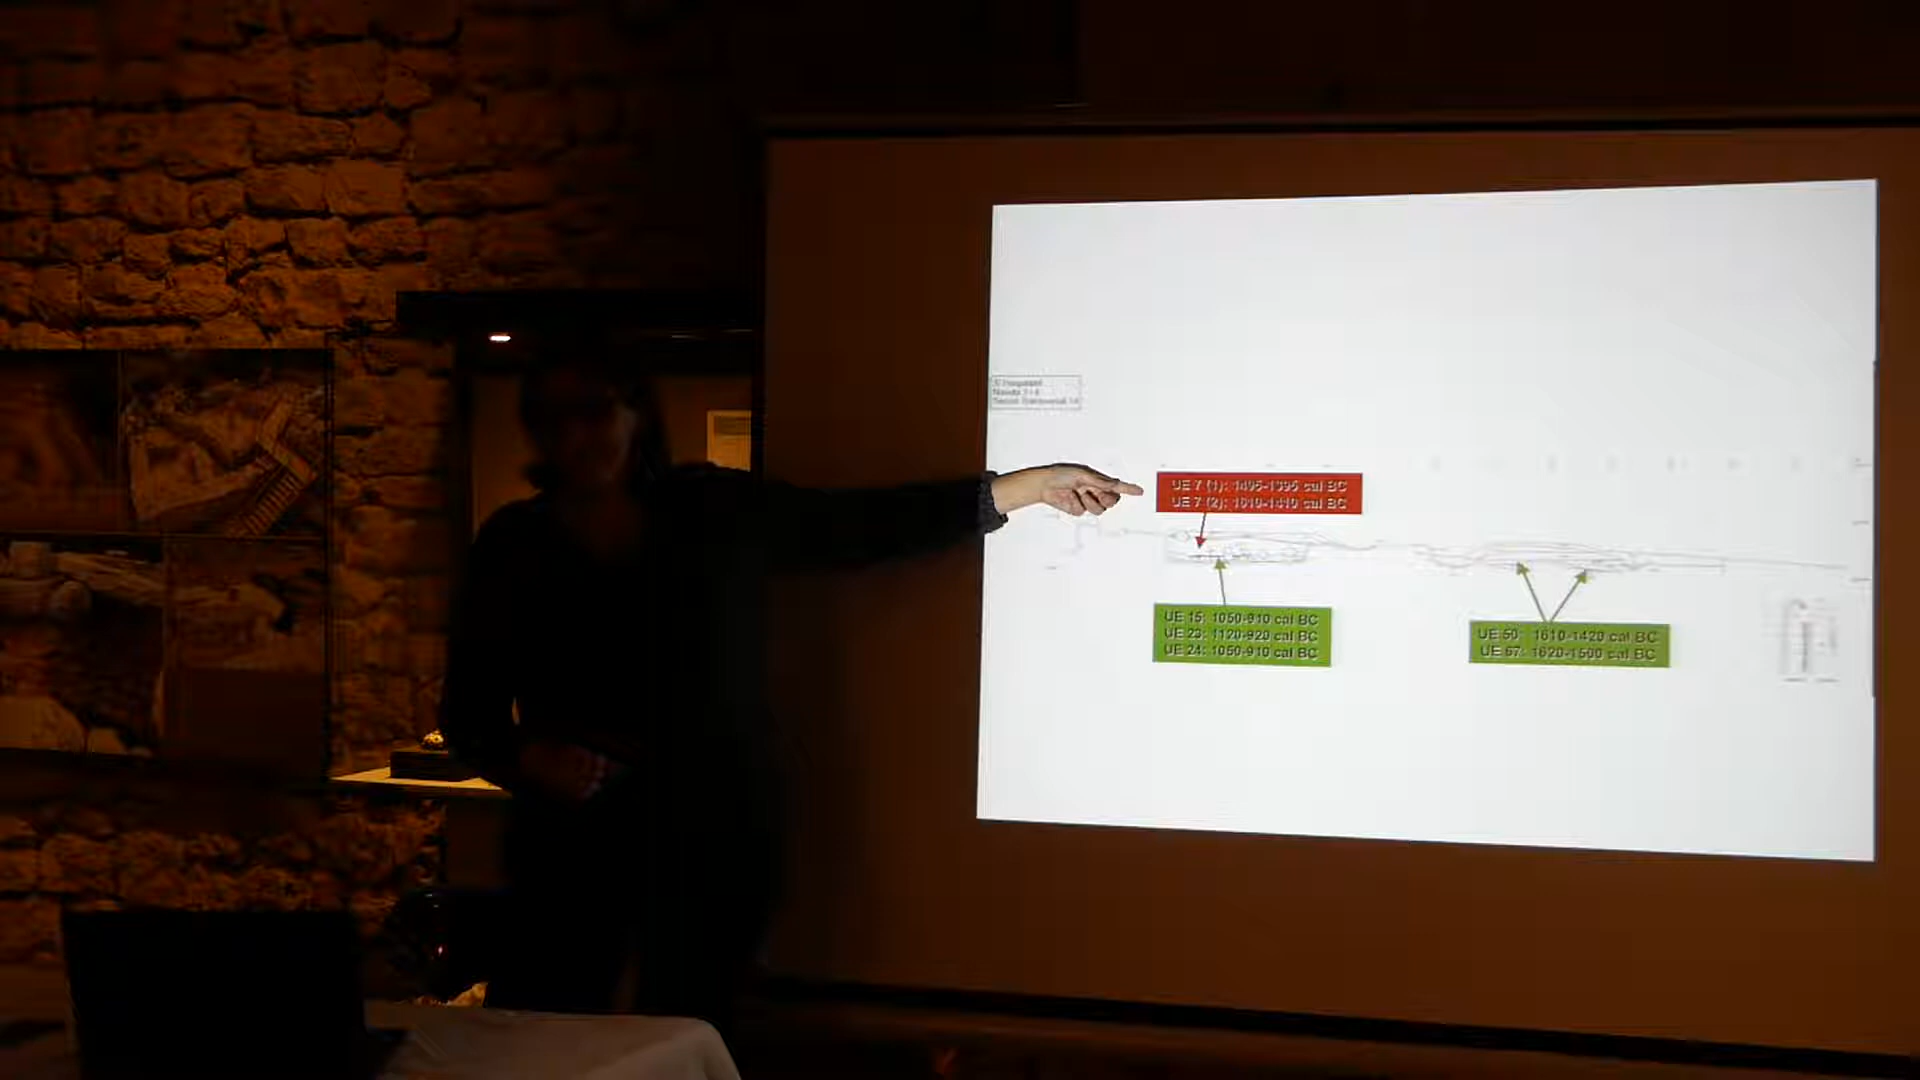 UE 7 (1): 1495-1395 cal BC
UE 7 (2): 1610-1410 cal BC
UE 15: 1050-910 cal BC
UE 23: 1120-920 cal BC
UE 24: 1050-910 cal BC
UE 50: 1610-1420 cal BC
UE 67: 1620-1500 cal BC